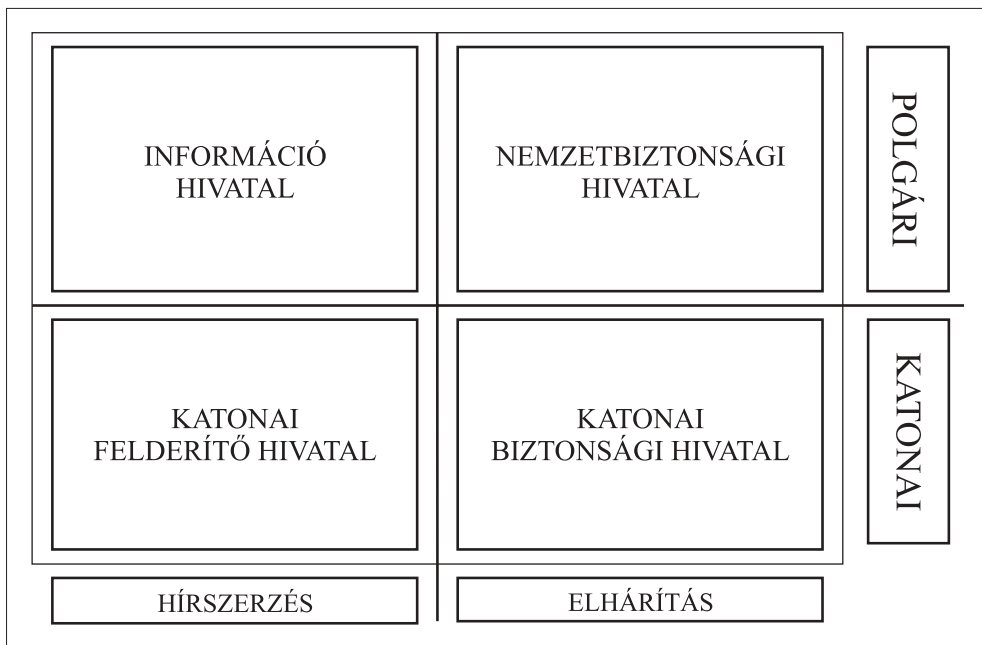 INFORMÁCIÓ
HIVATAL
NEMZETBIZTONSÁGI
HIVATAL
POLGÁRI
KATONAI
FELDERÍTŐ HIVATAL
KATONAI
BIZTONSÁGI HIVATAL
KATONAI
HÍRSZERZÉS
ELHÁRÍTÁS